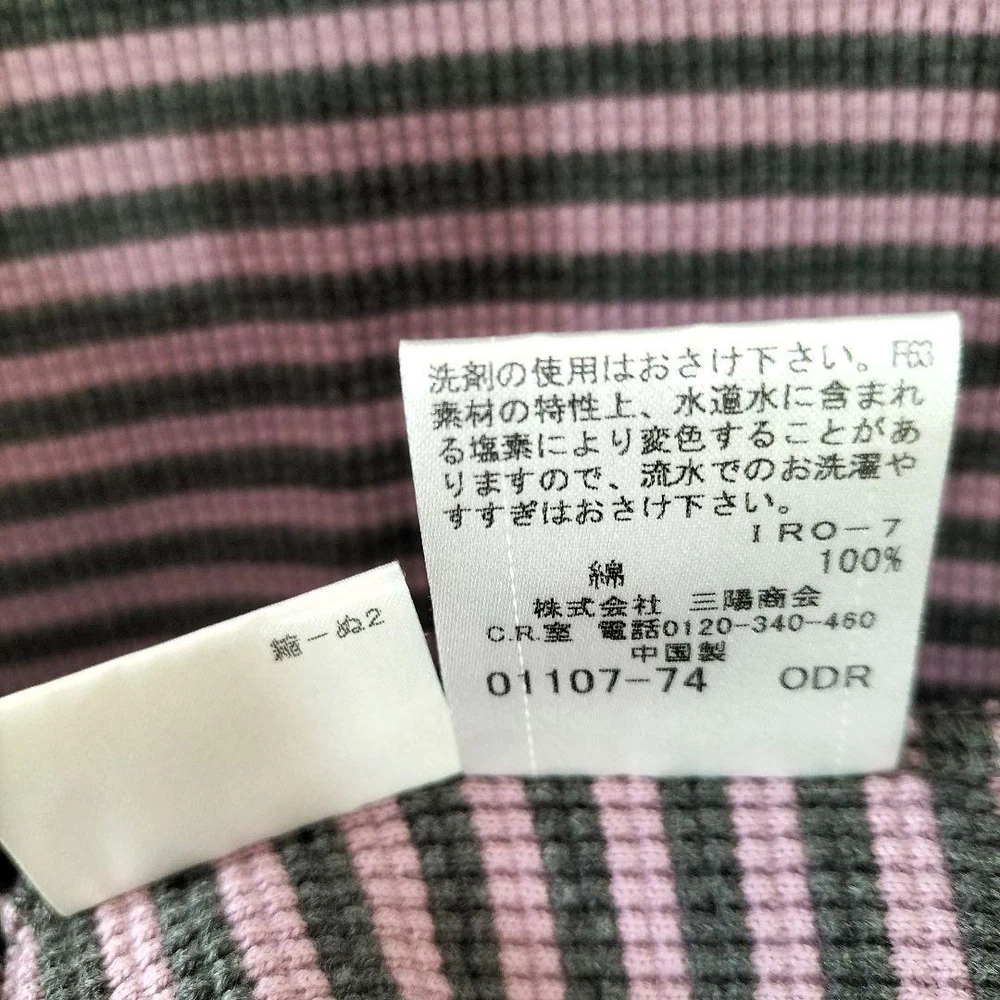 洗剤の使用はおさけ下さい。 F63
素材の特性上、水道水に含まれ
る塩素により変色することがあ
りますので、流水でのお洗濯や
すすぎはおさけ下さい。
IRO-7
綿 100%
株式会社 三陽商会
C.R.室 電話0120-340-460
中国製
01107-74 ODR
ーぬ2